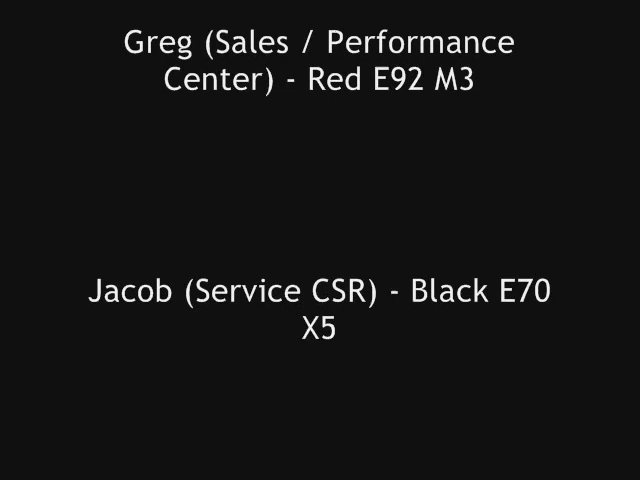 Greg (Sales / Performance
Center) - Red E92 M3
Jacob (Service CSR) - Black E70
X5